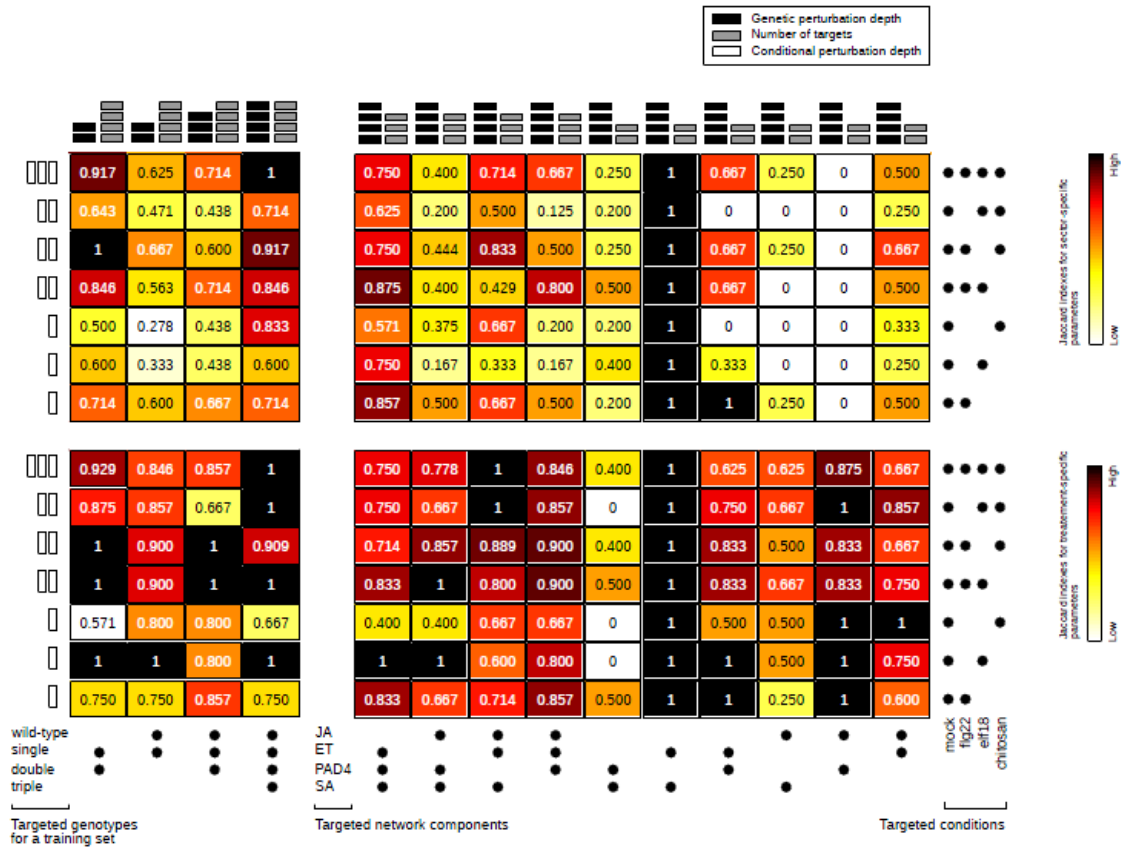 Genetic perturbation depth
Number of targets
Conditional perturbation depth
0.917 0.625 0.714 1 0.750 0.400 0.714 0.667 0.250 1 0.667 0.250 0 0.500
0.643 0.471 0.438 0.714 0.625 0.200 0.500 0.125 0.200 1 0 0 0 0.250
1 0.667 0.600 0.917 0.750 0.444 0.833 0.500 0.250 1 0.667 0.250 0 0.667
0.846 0.563 0.714 0.846 0.875 0.400 0.429 0.800 0.500 1 0.667 0 0 0.500
0.500 0.278 0.438 0.833 0.571 0.375 0.667 0.200 0.200 1 0 0 0 0.333
0.600 0.333 0.438 0.600 0.750 0.167 0.333 0.167 0.400 1 0.333 0 0 0.250
0.714 0.600 0.667 0.714 0.857 0.500 0.667 0.500 0.200 1 1 0.250 0 0.500
Jaccard indexes for sector-specific
parameters
High
Low
0.929 0.846 0.857 1 0.750 0.778 1 0.846 0.400 1 0.625 0.625 0.875 0.667
0.875 0.857 0.667 1 0.750 0.667 1 0.857 0 1 0.750 0.667 1 0.857
1 0.900 1 0.909 0.714 0.857 0.889 0.900 0.400 1 0.833 0.500 0.833 0.667
1 0.900 1 1 0.833 1 0.800 0.900 0.500 1 0.833 0.667 0.833 0.750
0.571 0.800 0.800 0.667 0.400 0.400 0.667 0.667 0 1 0.500 0.500 1 1
1 1 0.800 1 1 1 0.600 0.800 0 1 1 0.500 1 0.750
0.750 0.750 0.857 0.750 0.833 0.667 0.714 0.857 0.500 1 1 0.250 1 0.600
Jaccard indexes for treatement-specific
parameters
High
Low
wild-type
single
double
triple
Targeted genotypes
for a training set
JA
ET
PAD4
SA
Targeted network components
mock
flg22
elf18
chitosan
Targeted conditions